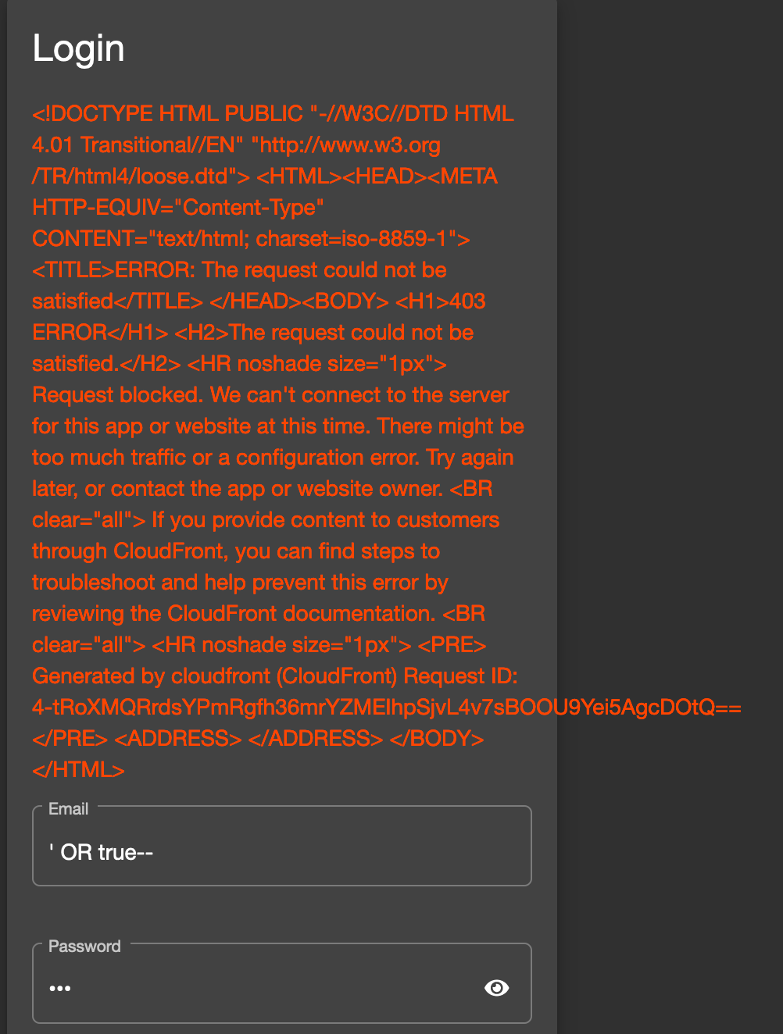 Login
<!DOCTYPE HTML PUBLIC "-//W3C//DTD HTML
4.01 Transitional//EN" "http://www.w3.org
/TR/html4/loose.dtd"> <HTML><HEAD><META
HTTP-EQUIV="Content-Type"
CONTENT="text/html; charset=iso-8859-1">
<TITLE>ERROR: The request could not be
satisfied</TITLE> </HEAD><BODY> <H1>403
ERROR</H1> <H2>The request could not be
satisfied.</H2> <HR noshade size="1px">
Request blocked. We can't connect to the server
for this app or website at this time. There might be
too much traffic or a configuration error. Try again
later, or contact the app or website owner. <BR
clear="all"> If you provide content to customers
through CloudFront, you can find steps to
troubleshoot and help prevent this error by
reviewing the CloudFront documentation. <BR
clear="all"> <HR noshade size="1px"> <PRE>
Generated by cloudfront (CloudFront) Request ID:
4-tRoXMQRrdsYPmRgfh36mrYZMEIhpSjvL4v7sBOOU9Yei5AgcDOtQ==
</PRE> <ADDRESS> </ADDRESS> </BODY>
</HTML>
Email
' OR true--
Password
•••